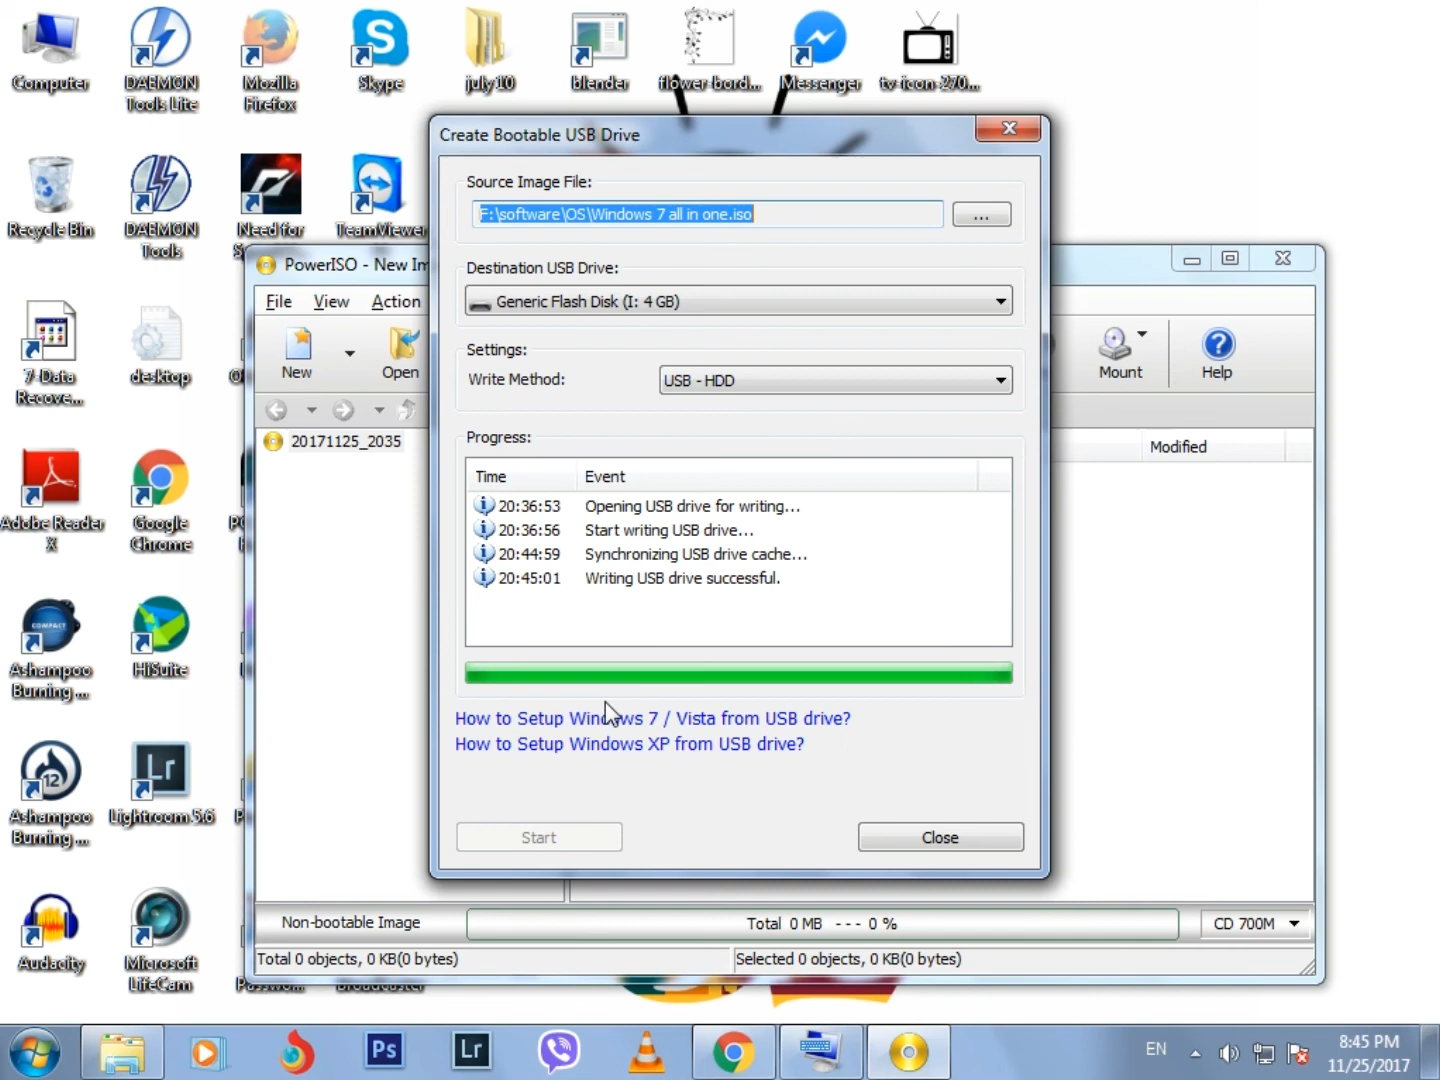 Computer
DAEMON
Tools Lite
Mozilla
Firefox
Skype
july10
blender
flower-bord...
Messenger
tv-icon-270...
Recycle Bin
DAEMON
Tools
Need for
TeamViewer
7-Data
Recove...
desktop
Adobe Reader
X
Google
Chrome
COMPACT
Ashampoo
Burning ...
HiSuite
12
Ashampoo
Burning ...
Lr
Lightroom 5.6
Audacity
Microsoft
LifeCam
Create Bootable USB Drive
Source Image File:
F:\software\OS\Windows 7 all in one.iso
...
Destination USB Drive:
Generic Flash Disk (I: 4 GB)
Settings:
Write Method:
USB - HDD
Progress:
Time Event
20:36:53 Opening USB drive for writing...
20:36:56 Start writing USB drive...
20:44:59 Synchronizing USB drive cache...
20:45:01 Writing USB drive successful.
How to Setup Windows 7 / Vista from USB drive?
How to Setup Windows XP from USB drive?
Start
Close
PowerISO - New Im
File View Action
New
Open
Mount
Help
20171125_2035
Modified
Non-bootable Image
Total 0 MB --- 0 %
CD 700M
Total 0 objects, 0 KB(0 bytes)
Selected 0 objects, 0 KB(0 bytes)
Ps
Lr
EN
8:45 PM
11/25/2017